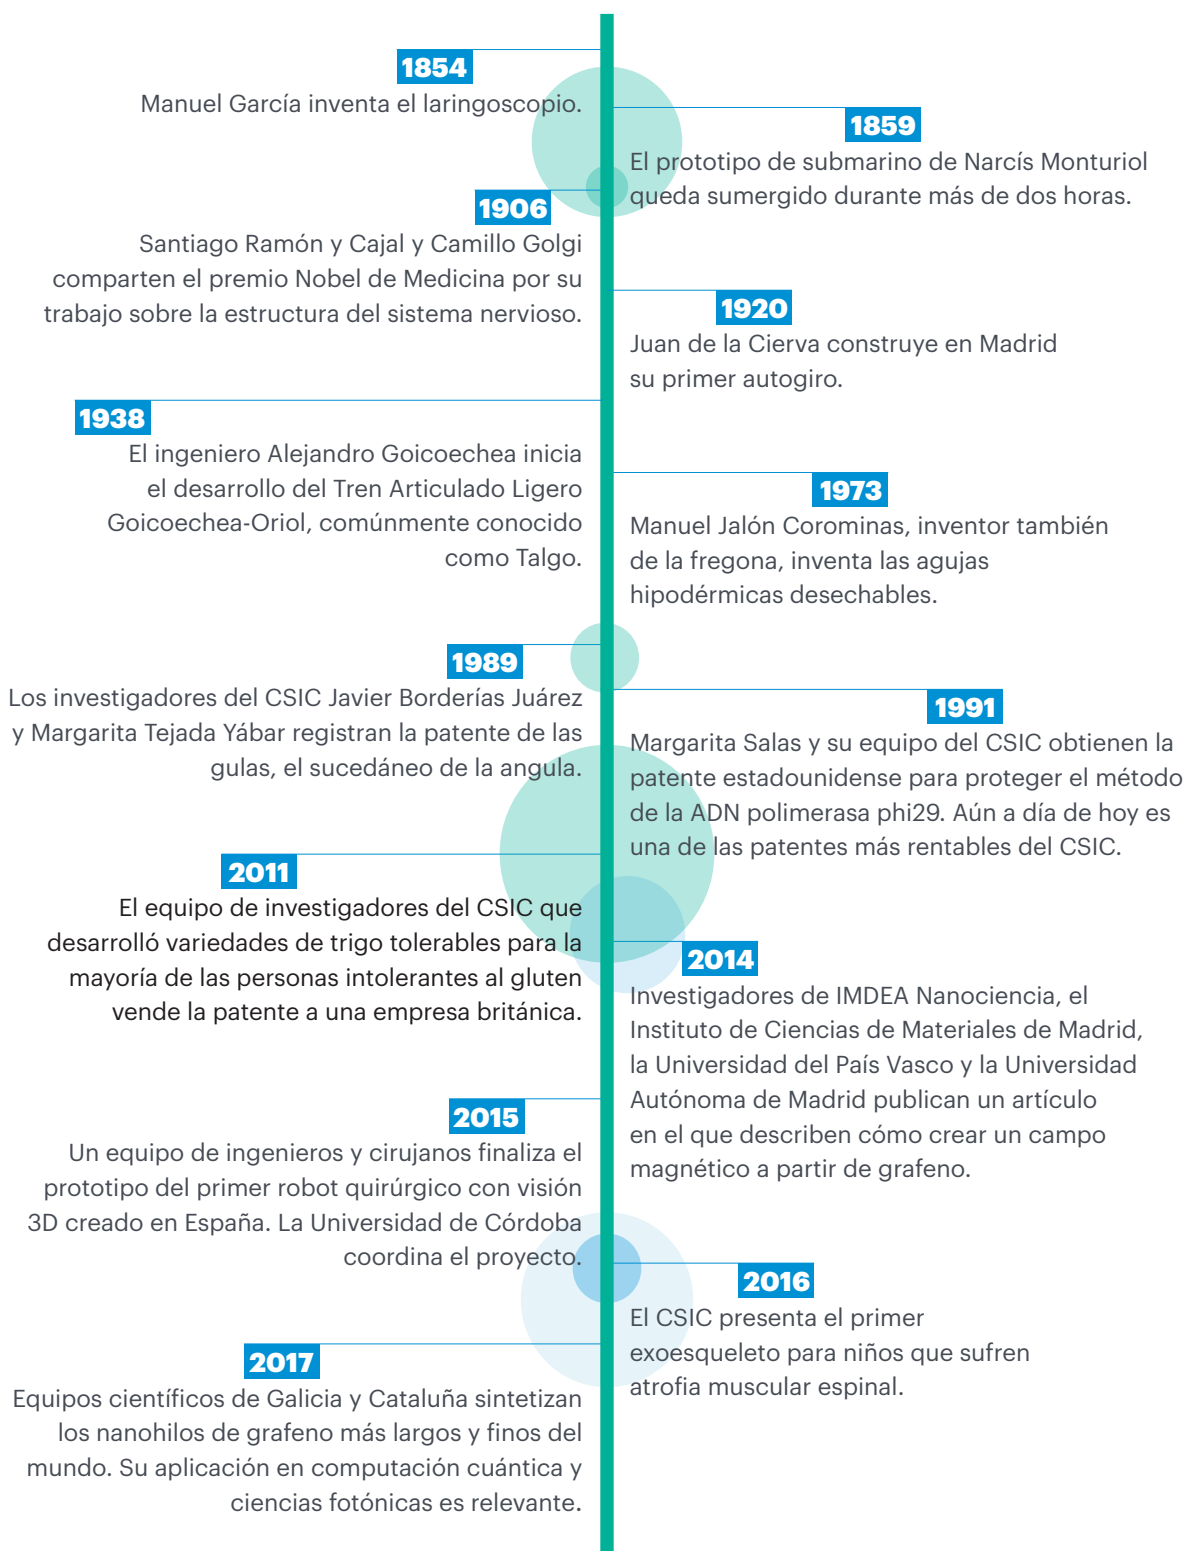 1854
Manuel García inventa el laringoscopio.
1859
El prototipo de submarino de Narcís Monturiol
queda sumergido durante más de dos horas.
1906
Santiago Ramón y Cajal y Camillo Golgi
comparten el premio Nobel de Medicina por su
trabajo sobre la estructura del sistema nervioso.
1920
Juan de la Cierva construye en Madrid
su primer autogiro.
1938
El ingeniero Alejandro Goicoechea inicia
el desarrollo del Tren Articulado Ligero
Goicoechea-Oriol, comúnmente conocido
como Talgo.
1973
Manuel Jalón Corominas, inventor también
de la fregona, inventa las agujas
hipodérmicas desechables.
1989
Los investigadores del CSIC Javier Borderías Juárez
y Margarita Tejada Yábar registran la patente de las
gulas, el sucedáneo de la angula.
1991
Margarita Salas y su equipo del CSIC obtienen la
patente estadounidense para proteger el método
de la ADN polimerasa phi29. Aún a día de hoy es
una de las patentes más rentables del CSIC.
2011
El equipo de investigadores del CSIC que
desarrolló variedades de trigo tolerables para la
mayoría de las personas intolerantes al gluten
vende la patente a una empresa británica.
2014
Investigadores de IMDEA Nanociencia, el
Instituto de Ciencias de Materiales de Madrid,
la Universidad del País Vasco y la Universidad
Autónoma de Madrid publican un artículo
en el que describen cómo crear un campo
magnético a partir de grafeno.
2015
Un equipo de ingenieros y cirujanos finaliza el
prototipo del primer robot quirúrgico con visión
3D creado en España. La Universidad de Córdoba
coordina el proyecto.
2016
El CSIC presenta el primer
exoesqueleto para niños que sufren
atrofia muscular espinal.
2017
Equipos científicos de Galicia y Cataluña sintetizan
los nanohilos de grafeno más largos y finos del
mundo. Su aplicación en computación cuántica y
ciencias fotónicas es relevante.